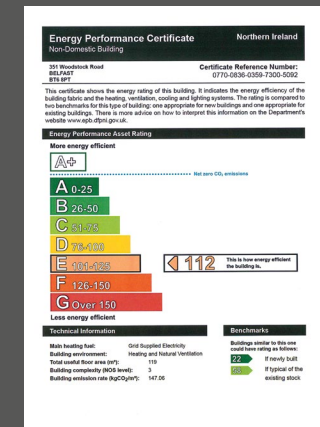 Energy Performance Certificate
Northern Ireland
Non-Domestic Building
351 Woodstock Road
BELFAST
BT6 8PT
Certificate Reference Number:
0770-0836-0359-7300-5092
This certificate shows the energy rating of this building. It indicates the energy efficiency of the
building fabric and the heating, ventilation, cooling and lighting systems. The rating is compared to
two benchmarks for this type of building: one appropriate for new buildings and one appropriate for
existing buildings. There is more advice on how to interpret this information on the Department's
website www.epb.dfpni.gov.uk.
Energy Performance Asset Rating
More energy efficient
A+
Net zero CO₂ emissions
A 0-25
B 26-50
C 51-75
D 76-100
E 101-125
112
This is how energy efficient
the building is.
F 126-150
G Over 150
Less energy efficient
Technical Information
Main heating fuel: Grid Supplied Electricity
Building environment: Heating and Natural Ventilation
Total useful floor area (m²): 119
Building complexity (NOS level): 3
Building emission rate (kgCO₂/m²): 147.06
Benchmarks
Buildings similar to this one
could have rating as follows:
22 If newly built
If typical of the
existing stock